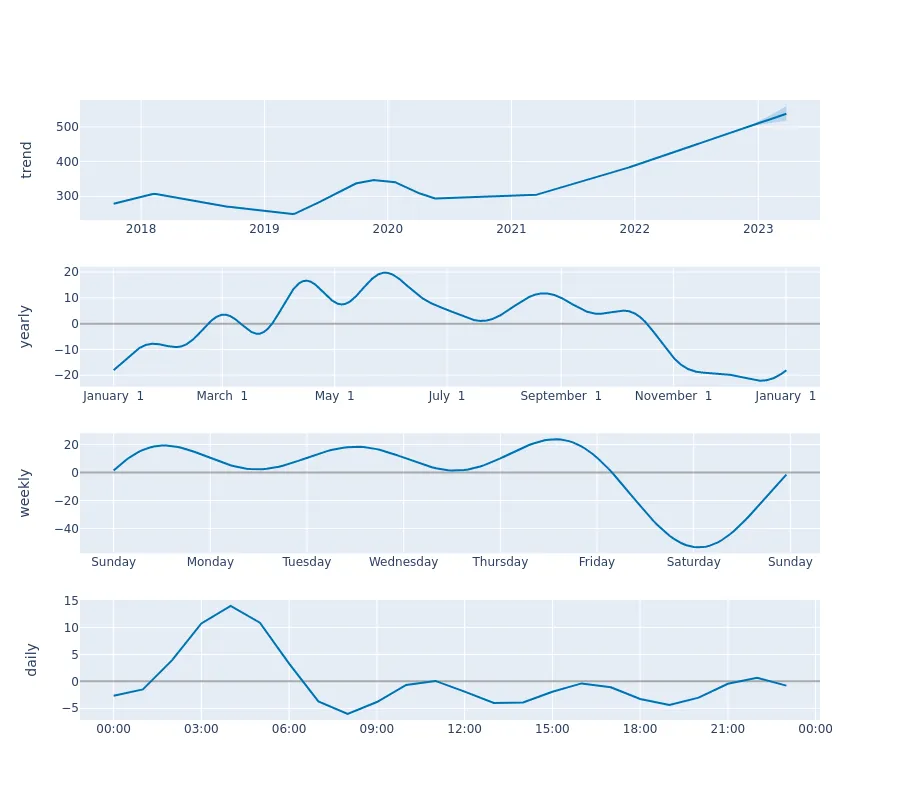 500
400
300
trend
2018 2019 2020 2021 2022 2023
20
10
0
−10
−20
yearly
January 1 March 1 May 1 July 1 September 1 November 1 January 1
20
0
−20
−40
weekly
Sunday Monday Tuesday Wednesday Thursday Friday Saturday Sunday
15
10
5
0
−5
daily
00:00 03:00 06:00 09:00 12:00 15:00 18:00 21:00 00:00